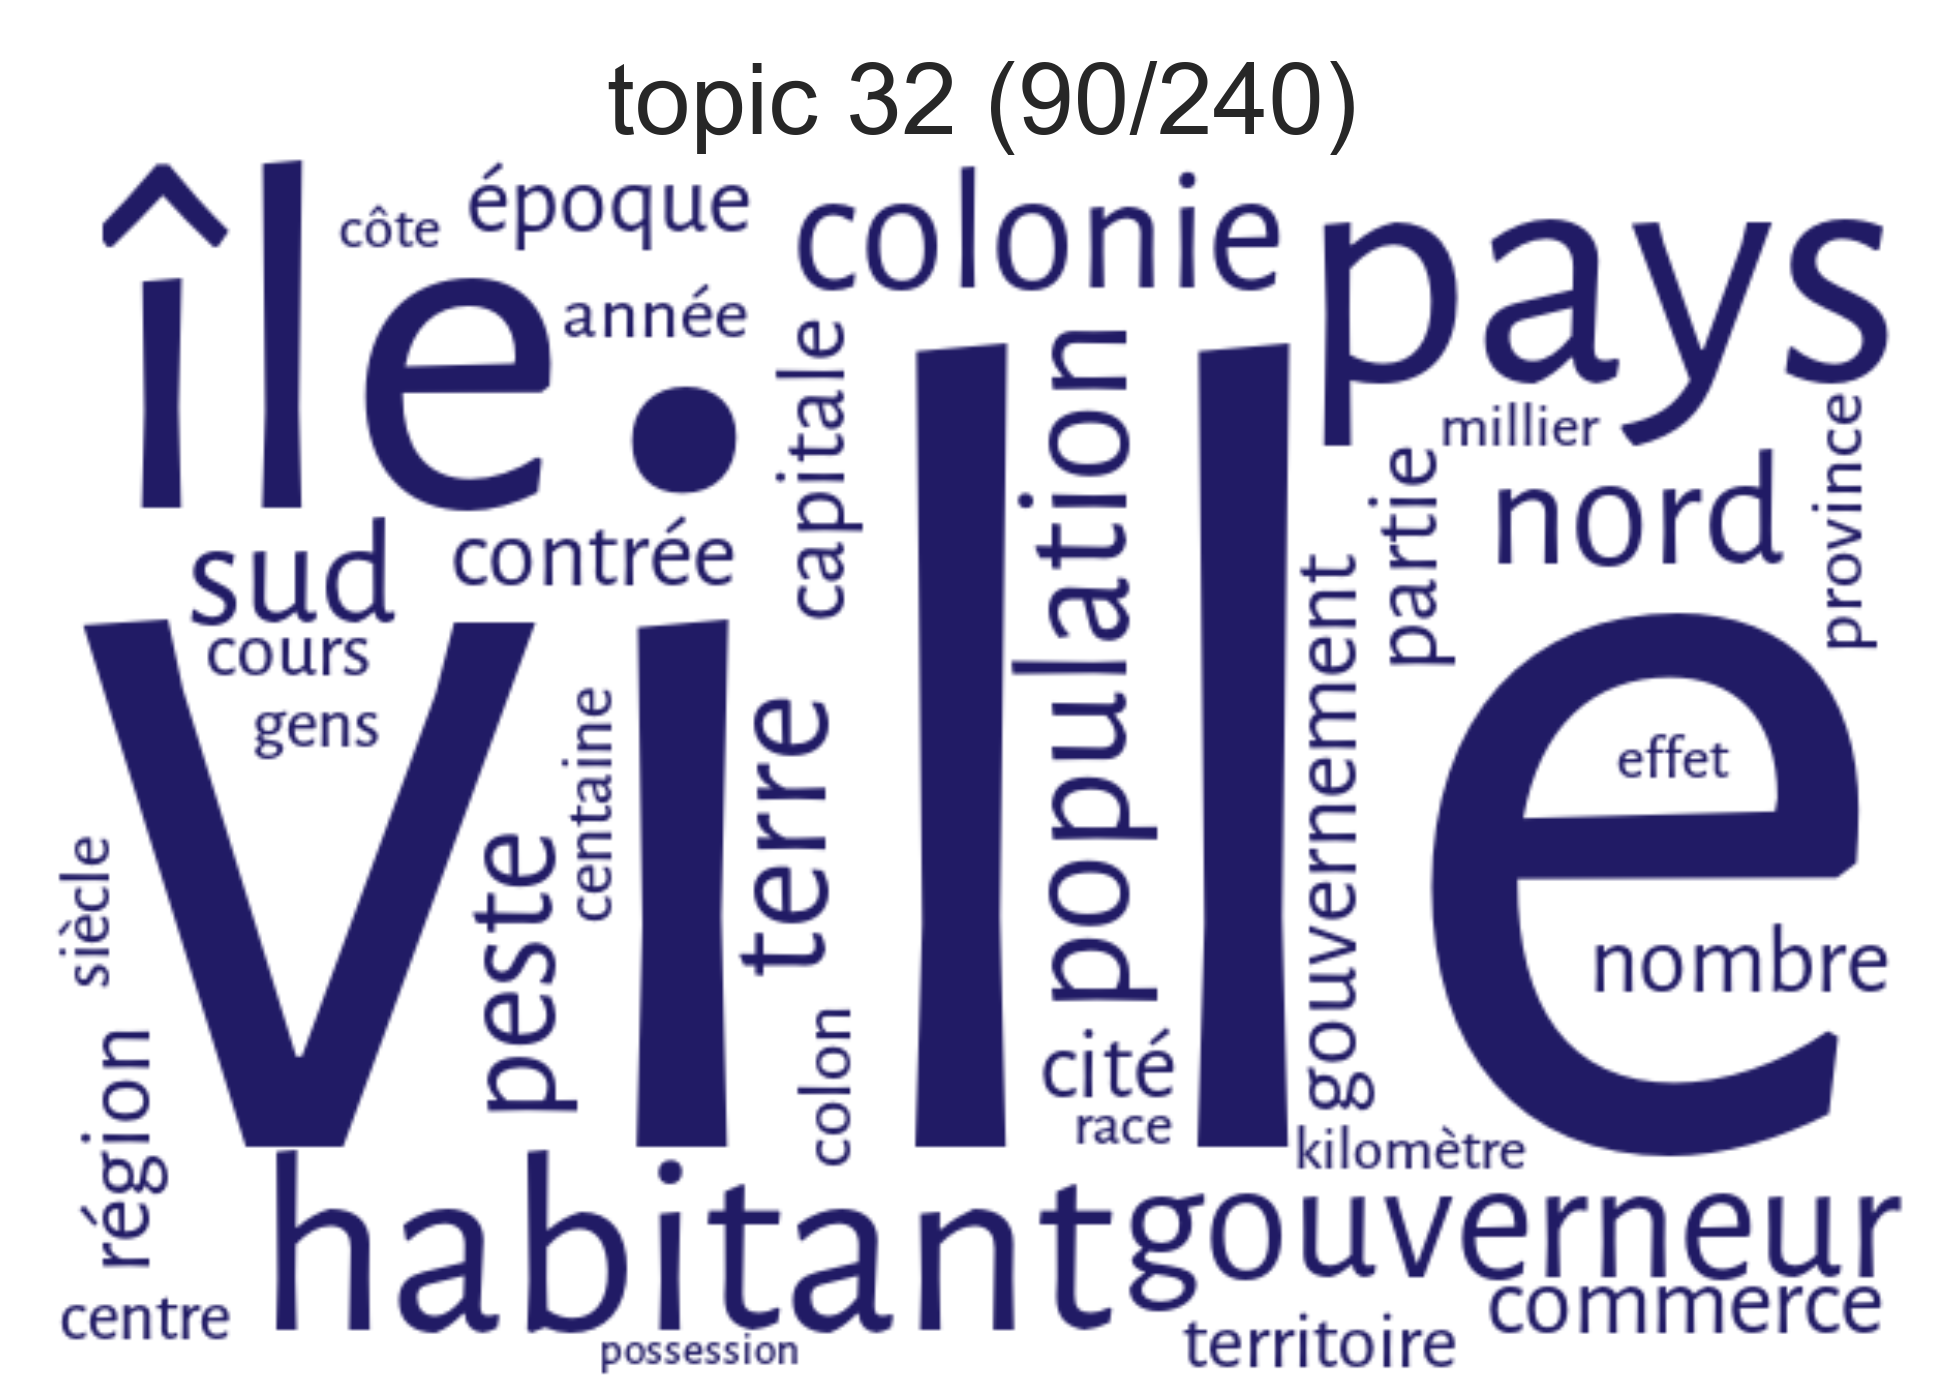 topic 32 (90/240)
île
côte
époque
colonie
pays
année
capitale
population
millier
province
partie
nord
sud
contrée
ville
cours
gens
centaine
terre
gouvernement
effet
peste
siècle
nombre
colon
cité
race
kilomètre
région
habitant
gouverneur
centre
possession
territoire
commerce